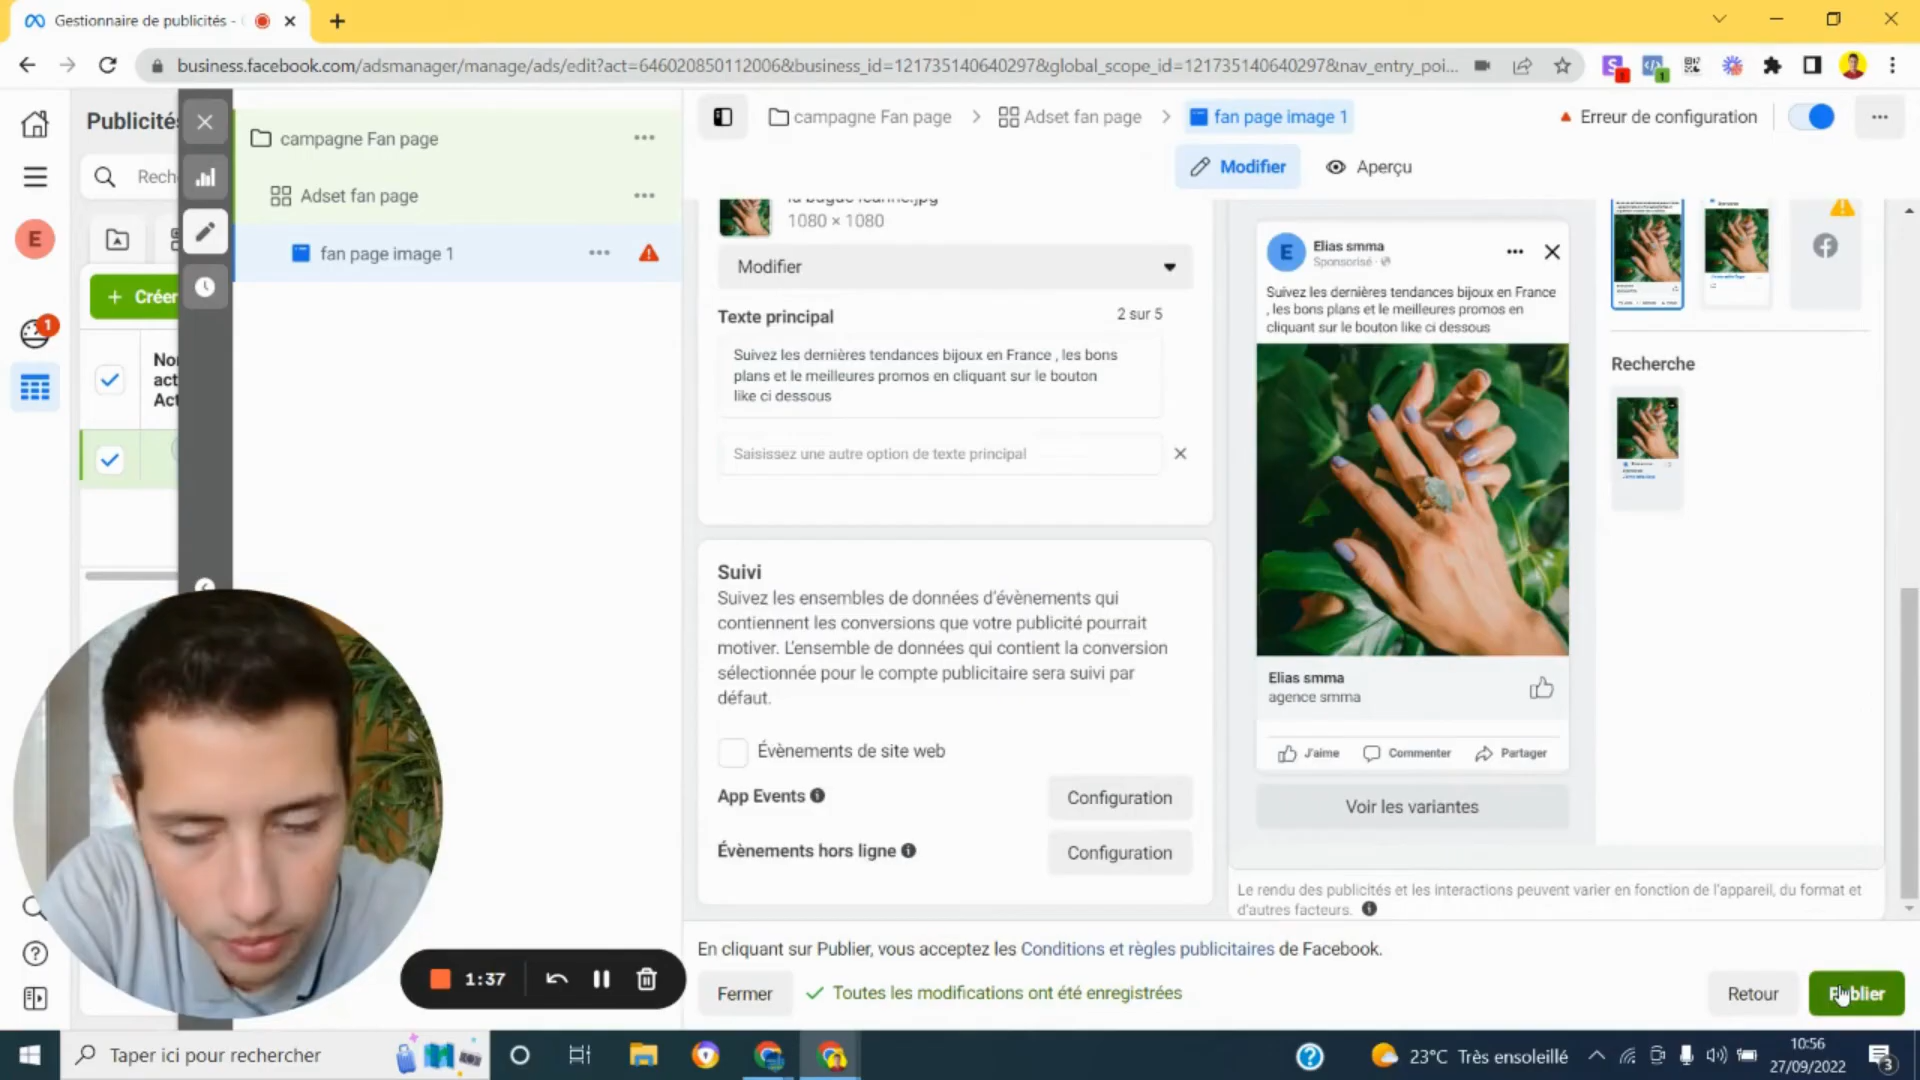 Gestionnaire de publicités -
business.facebook.com/adsmanager/manage/ads/edit?act=646020850112006&business_id=121735140640297&global_scope_id=121735140640297&nav_entry_poi...
1
1
Publicités
Rech
E
1
+ Créer
No
act
Act
campagne Fan page
Adset fan page
fan page image 1
campagne Fan page > Adset fan page > fan page image 1
Erreur de configuration
Modifier
Aperçu
1080 × 1080
Modifier
Texte principal
2 sur 5
Suivez les dernières tendances bijoux en France , les bons
plans et le meilleures promos en cliquant sur le bouton
like ci dessous
Saisissez une autre option de texte principal
Suivi
Suivez les ensembles de données d'évènements qui
contiennent les conversions que votre publicité pourrait
motiver. L'ensemble de données qui contient la conversion
sélectionnée pour le compte publicitaire sera suivi par
défaut.
Évènements de site web
App Events
Configuration
Évènements hors ligne
Configuration
E
Elias smma
Sponsorisé ·
Suivez les dernières tendances bijoux en France
, les bons plans et le meilleures promos en
cliquant sur le bouton like ci dessous
Elias smma
agence smma
J'aime
Commenter
Partager
Voir les variantes
Recherche
Le rendu des publicités et les interactions peuvent varier en fonction de l'appareil, du format et
d'autres facteurs.
En cliquant sur Publier, vous acceptez les Conditions et règles publicitaires de Facebook.
1:37
Fermer
Toutes les modifications ont été enregistrées
Retour
Publier
Taper ici pour rechercher
23°C Très ensoleillé
10:56
27/09/2022
3